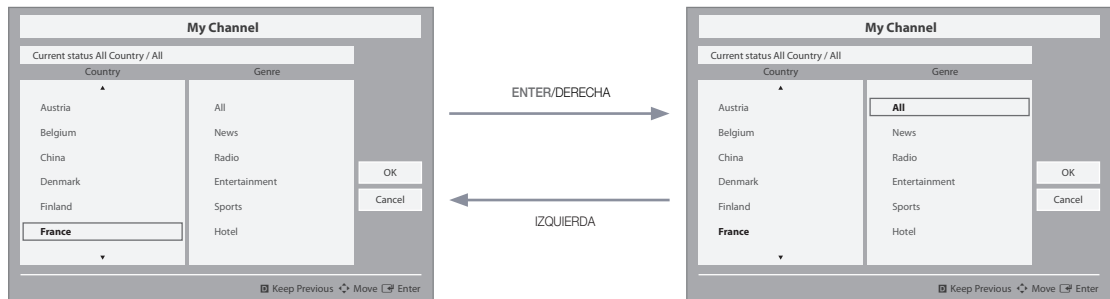 My Channel
Current status All Country / All
Country Genre
Austria All
Belgium News
China Radio
Denmark Entertainment
Finland Sports
France Hotel
OK
Cancel
Keep Previous Move Enter
ENTER/DERECHA
IZQUIERDA
My Channel
Current status All Country / All
Country Genre
Austria All
Belgium News
China Radio
Denmark Entertainment
Finland Sports
France Hotel
OK
Cancel
Keep Previous Move Enter